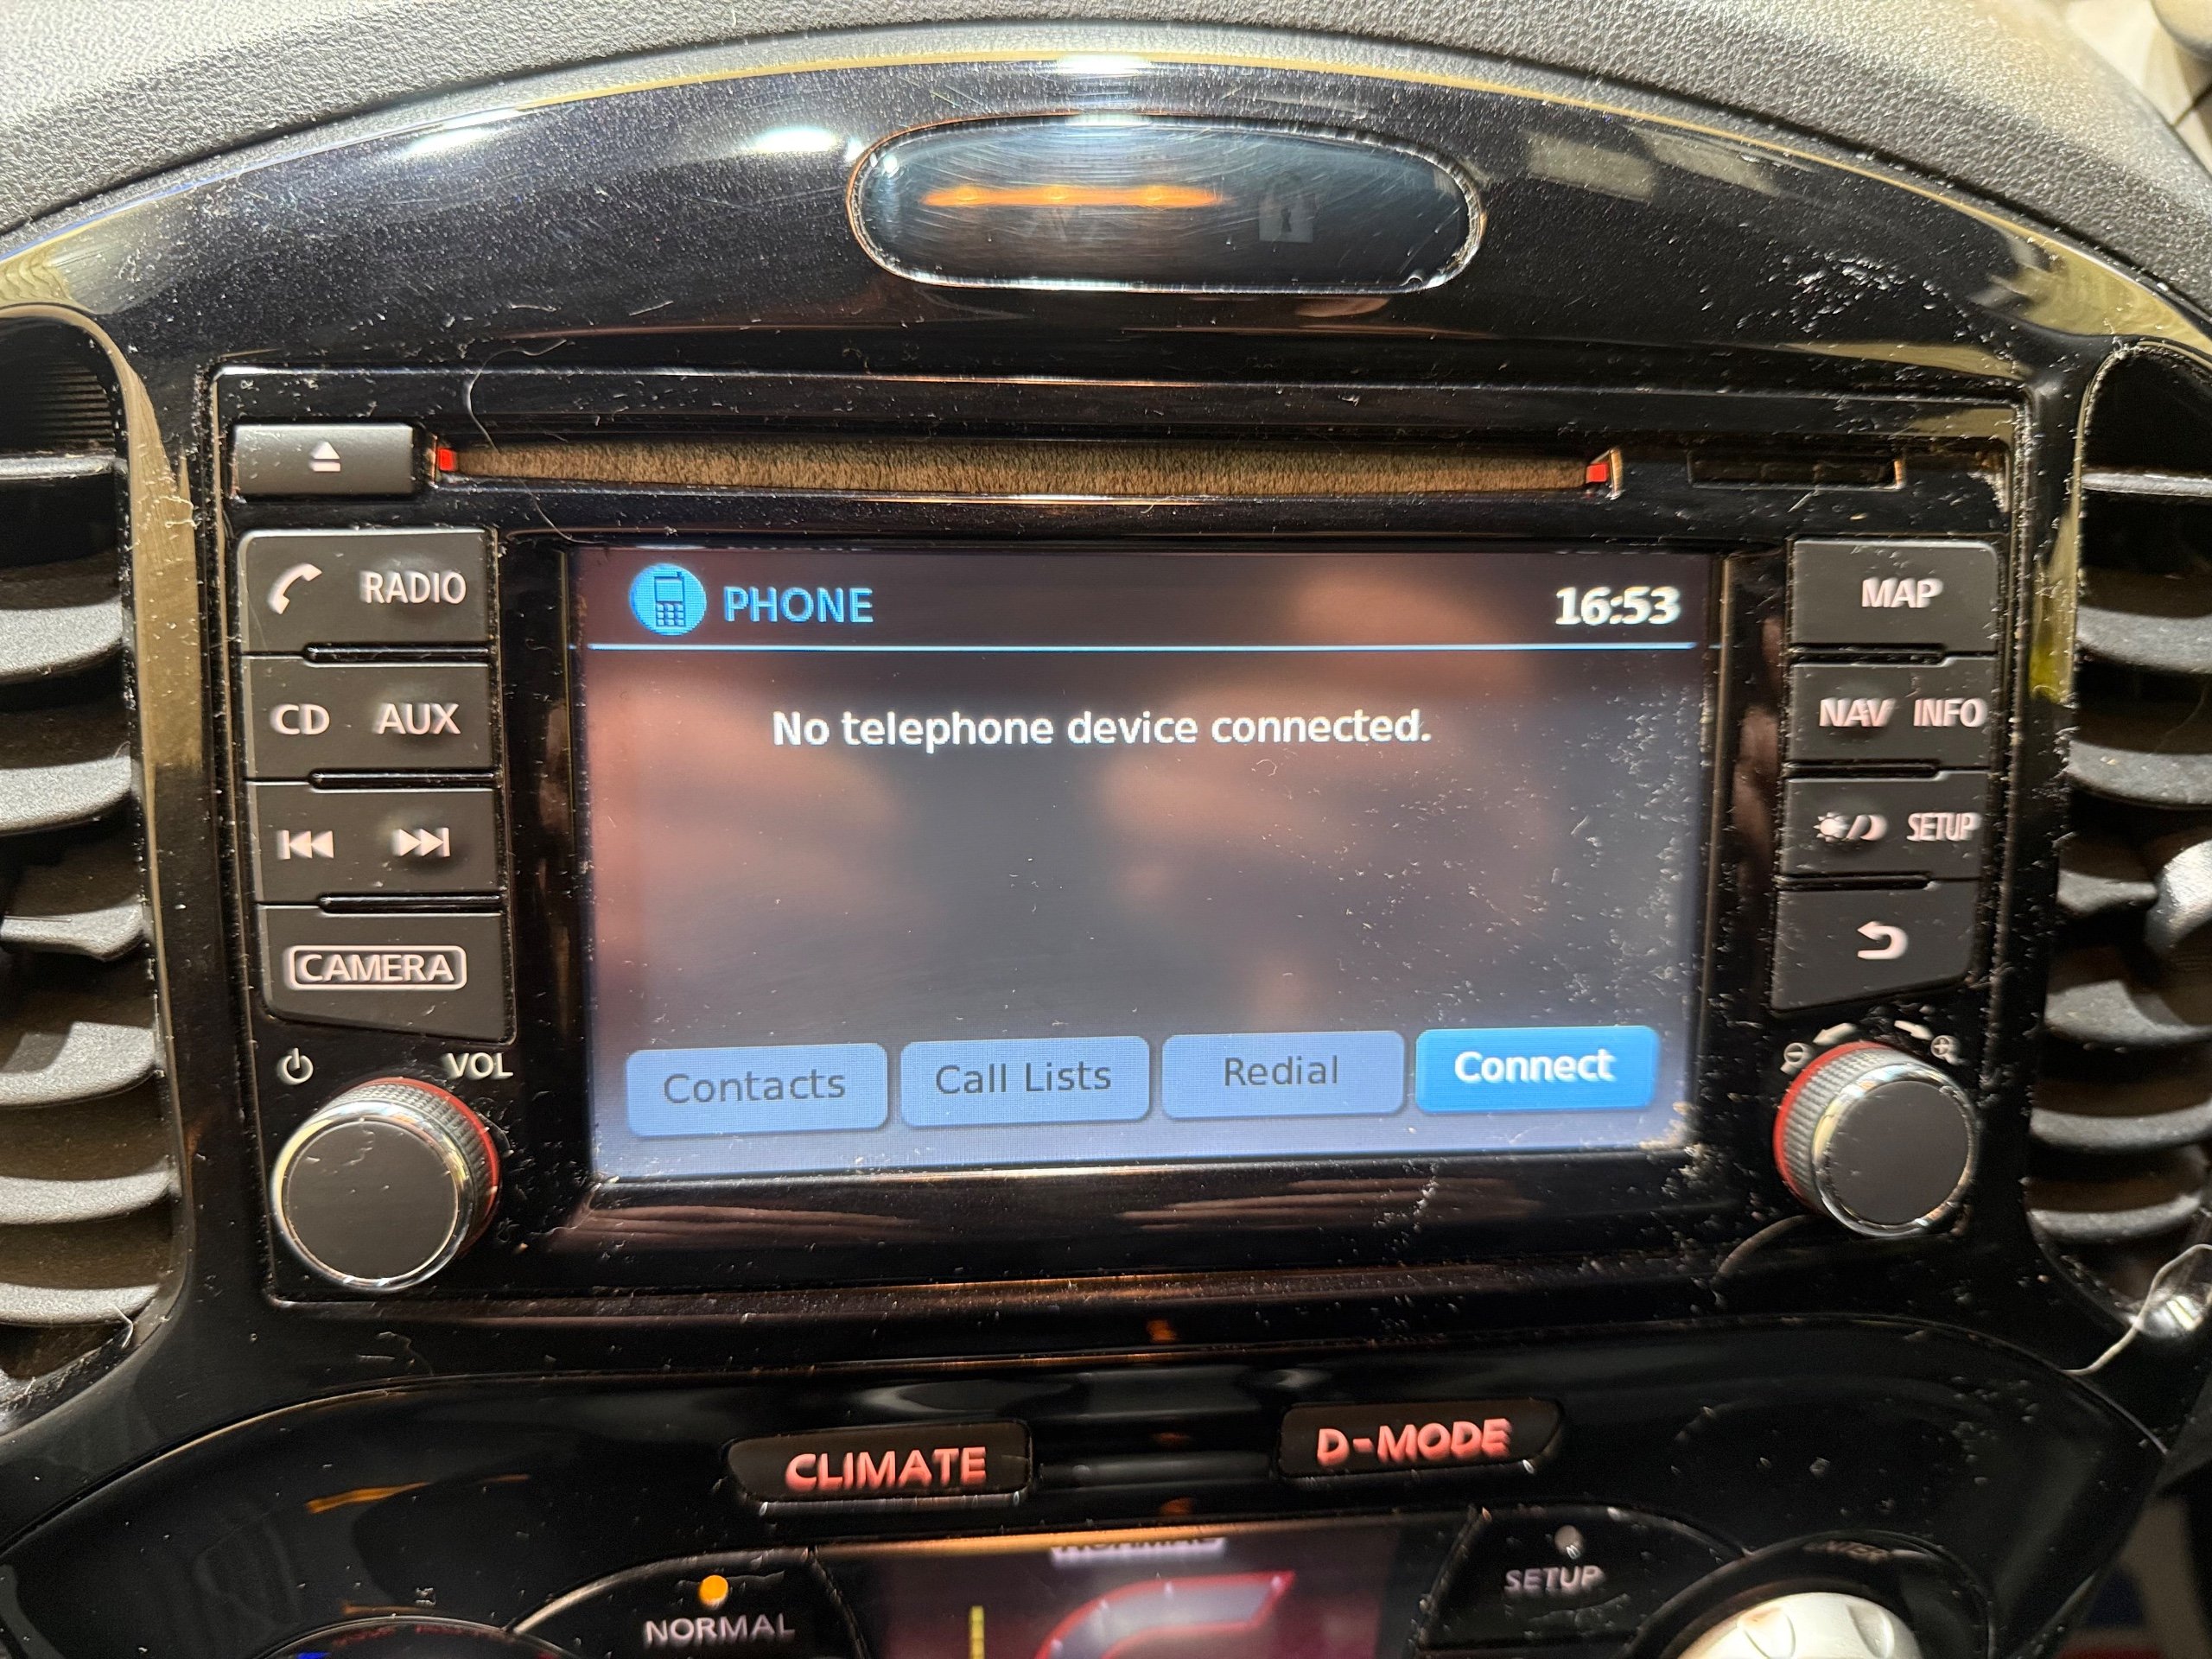 RADIO
CD AUX
CAMERA
VOL
PHONE 16:53
No telephone device connected.
Contacts Call Lists Redial Connect
MAP
NAV INFO
SETUP
CLIMATE D-MODE
NORMAL
SETUP